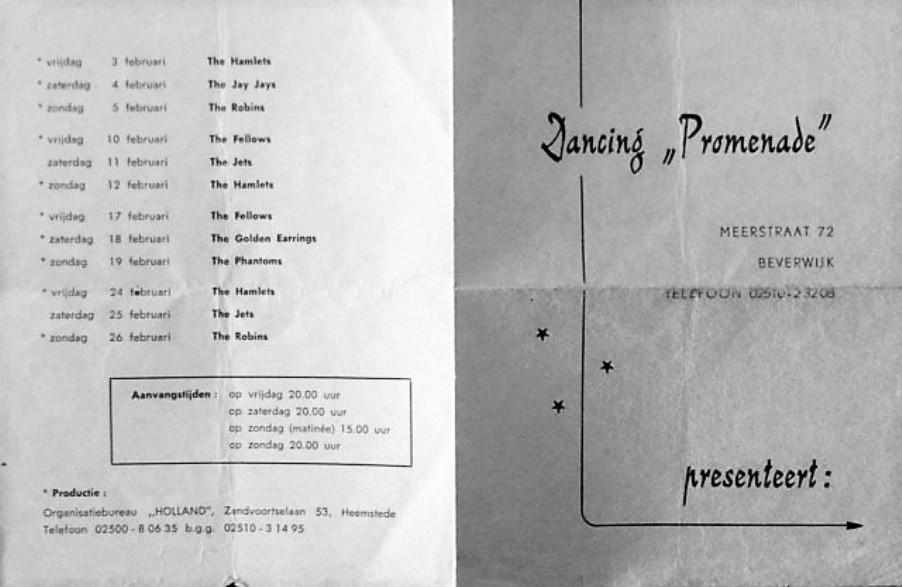 * vrijdag 3 februari The Hamlets
* zaterdag 4 februari The Jay Jays
* zondag 5 februari The Robins
* vrijdag 10 februari The Fellows
zaterdag 11 februari The Jets
* zondag 12 februari The Hamlets
* vrijdag 17 februari The Fellows
* zaterdag 18 februari The Golden Earrings
* zondag 19 februari The Phantoms
* vrijdag 24 februari The Hamlets
zaterdag 25 februari The Jets
* zondag 26 februari The Robins
Aanvangstijden : op vrijdag 20.00 uur
op zaterdag 20.00 uur
op zondag (matinée) 15.00 uur
op zondag 20.00 uur
* Productie :
Organisatiebureau „HOLLAND", Zandvoortselaan 53, Heemstede
Telefoon 02500 - 8 06 35 b.g.g. 02510 - 3 14 95
Dancing „Promenade"
MEERSTRAAT 72
BEVERWIJK
TELEFOON 02510-23208
presenteert :